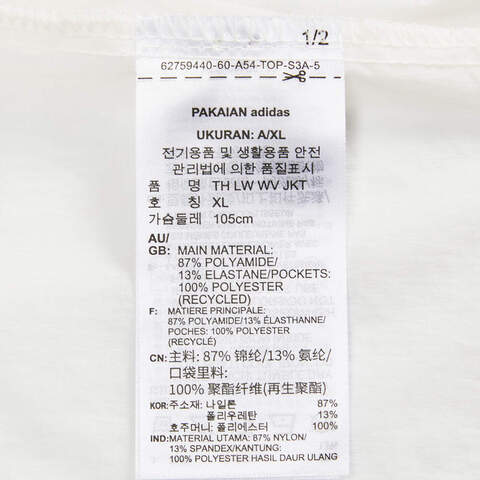 1/2
62759440-60-A54-TOP-S3A-5
PAKAIAN adidas
UKURAN: A/XL
전기용품 및 생활용품 안전
관리법에 의한 품질표시
품 명 TH LW WV JKT
호 칭 XL
가슴둘레 105cm
AU/
GB: MAIN MATERIAL:
87% POLYAMIDE/
13% ELASTANE/POCKETS:
100% POLYESTER
(RECYCLED)
F: MATIERE PRINCIPALE:
87% POLYAMIDE/13% ÉLASTHANNE/
POCHES: 100% POLYESTER
(RECYCLÉ)
CN: 主料: 87% 锦纶/13% 氨纶/
口袋里料:
100% 聚酯纤维(再生聚酯)
KOR: 주소재: 나일론 87%
폴리우레탄 13%
호주머니: 폴리에스터 100%
IND: MATERIAL UTAMA: 87% NYLON/
13% SPANDEX/KANTUNG:
100% POLYESTER HASIL DAUR ULANG